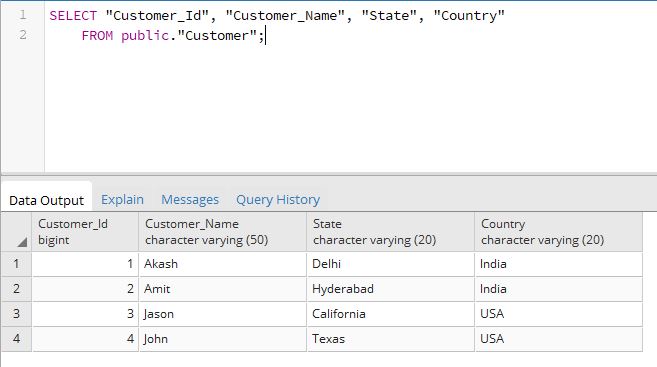 1 SELECT "Customer_Id", "Customer_Name", "State", "Country"
2 FROM public."Customer";
Data Output Explain Messages Query History
Customer_Id Customer_Name State Country
bigint character varying (50) character varying (20) character varying (20)
1 1 Akash Delhi India
2 2 Amit Hyderabad India
3 3 Jason California USA
4 4 John Texas USA